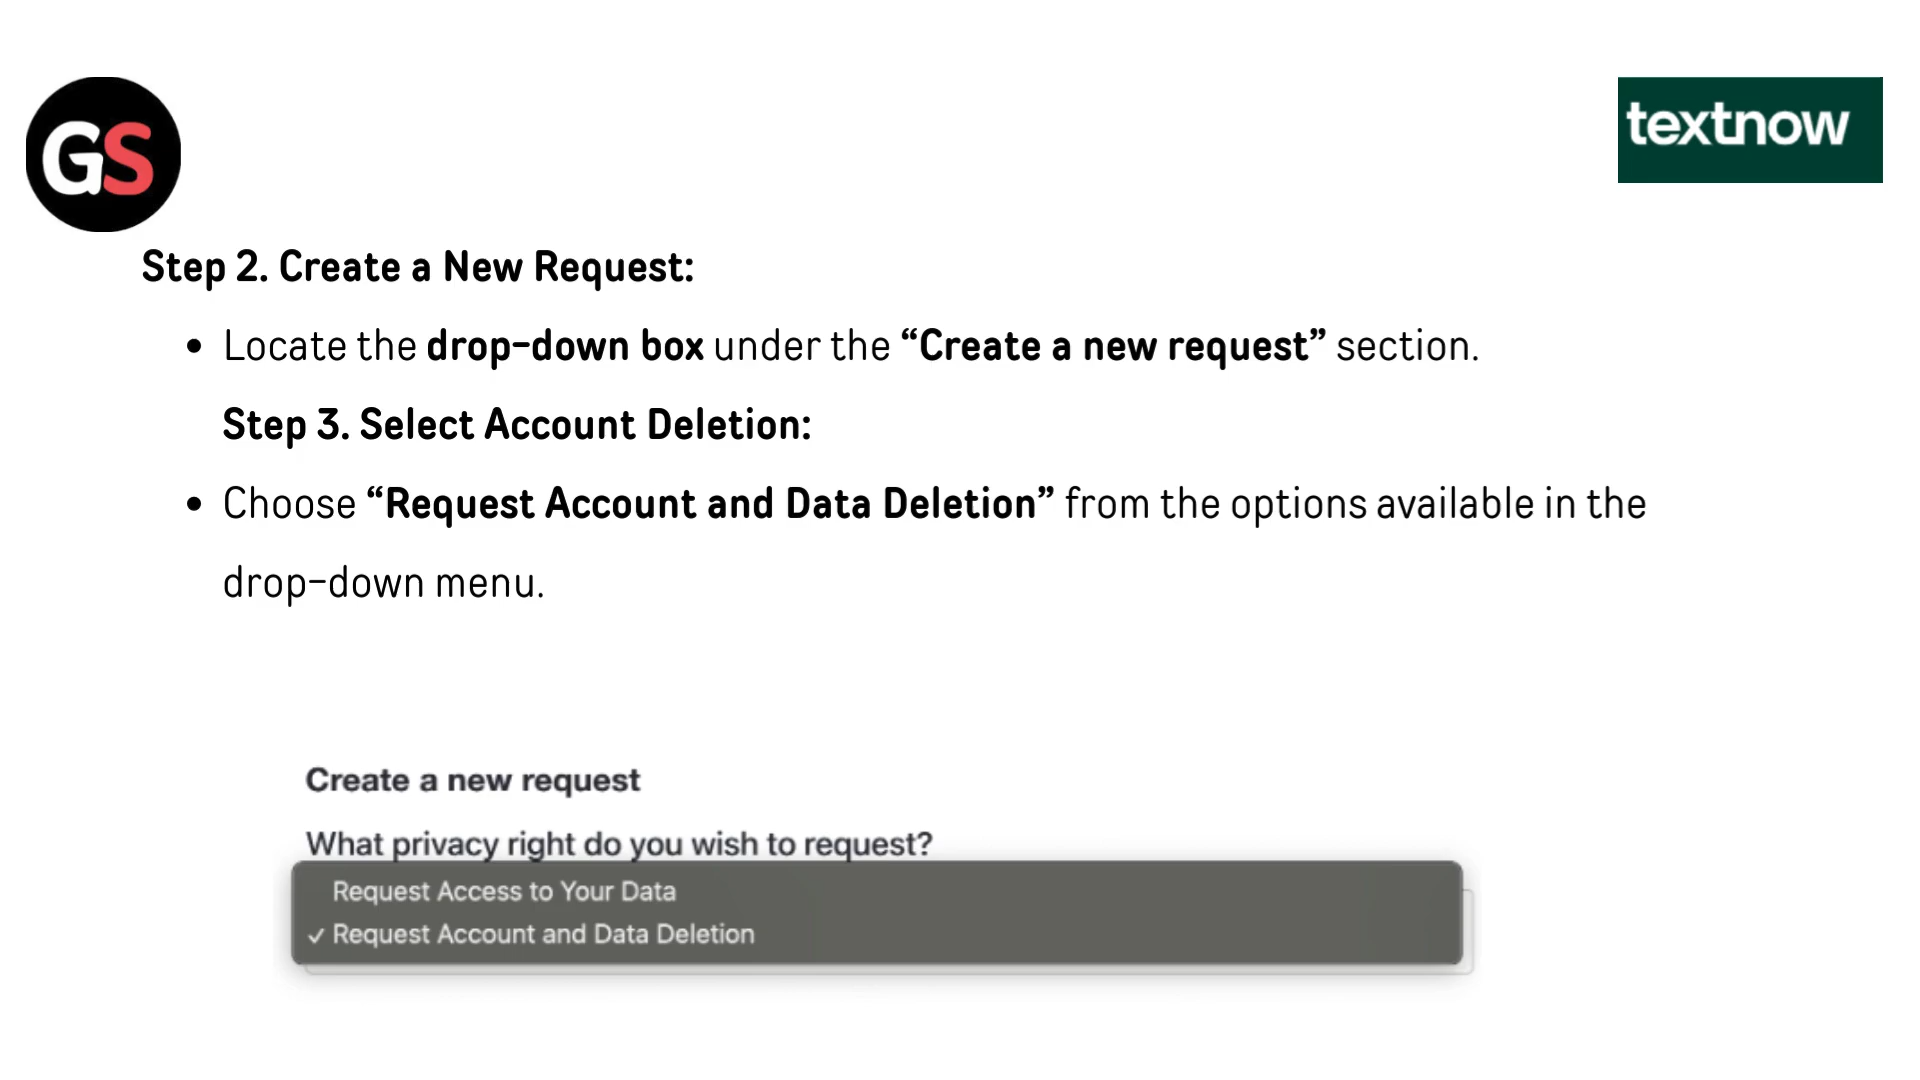 GS
textnow
Step 2. Create a New Request:
• Locate the drop-down box under the “Create a new request” section.
Step 3. Select Account Deletion:
• Choose “Request Account and Data Deletion” from the options available in the
drop-down menu.
Create a new request
What privacy right do you wish to request?
Request Access to Your Data
✓ Request Account and Data Deletion